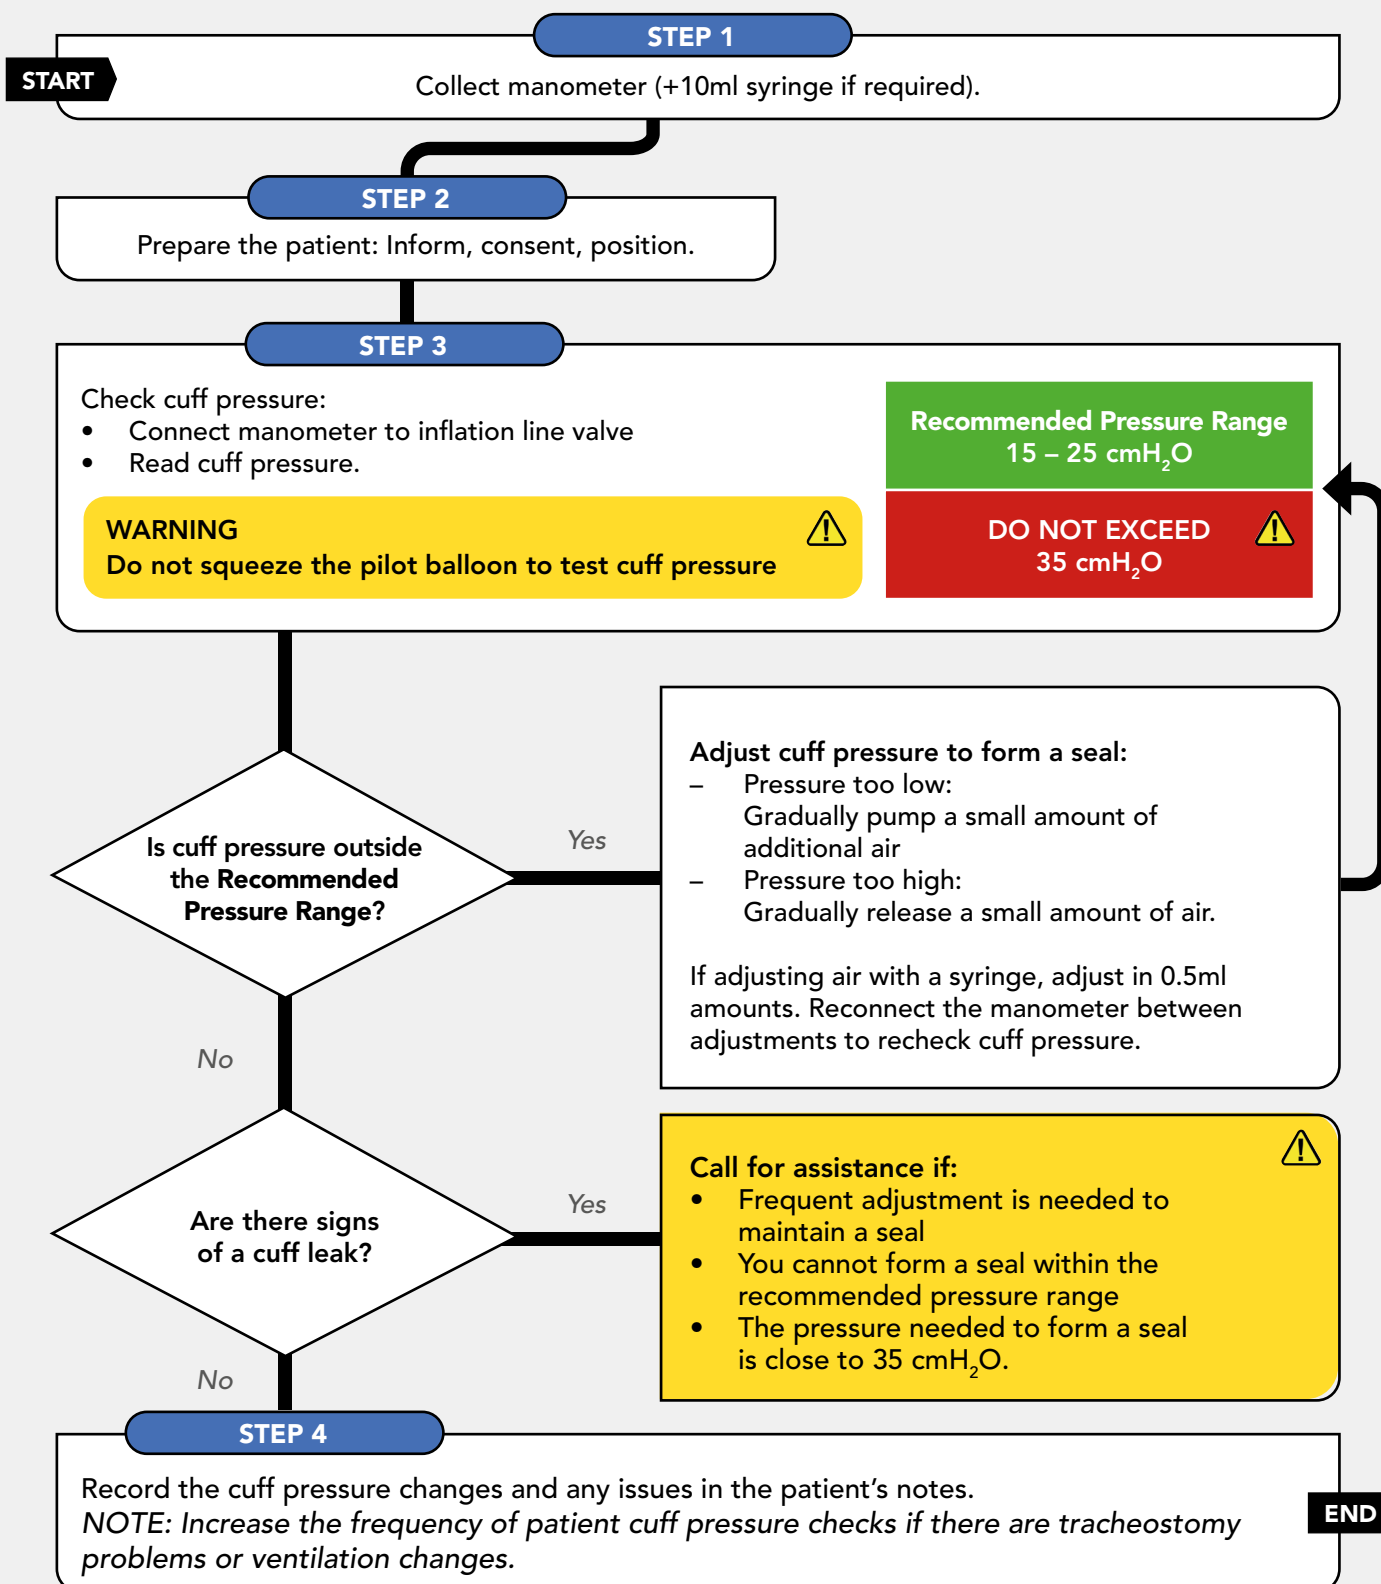 STEP 1
START
Collect manometer (+10ml syringe if required).
STEP 2
Prepare the patient: Inform, consent, position.
STEP 3
Check cuff pressure:
• Connect manometer to inflation line valve
• Read cuff pressure.
WARNING
Do not squeeze the pilot balloon to test cuff pressure
Recommended Pressure Range
15 – 25 cmH₂O
DO NOT EXCEED
35 cmH₂O
Is cuff pressure outside
the Recommended
Pressure Range?
Yes
Adjust cuff pressure to form a seal:
– Pressure too low:
Gradually pump a small amount of
additional air
– Pressure too high:
Gradually release a small amount of air.
If adjusting air with a syringe, adjust in 0.5ml
amounts. Reconnect the manometer between
adjustments to recheck cuff pressure.
No
Are there signs
of a cuff leak?
Yes
Call for assistance if:
• Frequent adjustment is needed to
maintain a seal
• You cannot form a seal within the
recommended pressure range
• The pressure needed to form a seal
is close to 35 cmH₂O.
No
STEP 4
Record the cuff pressure changes and any issues in the patient’s notes.
NOTE: Increase the frequency of patient cuff pressure checks if there are tracheostomy
problems or ventilation changes.
END